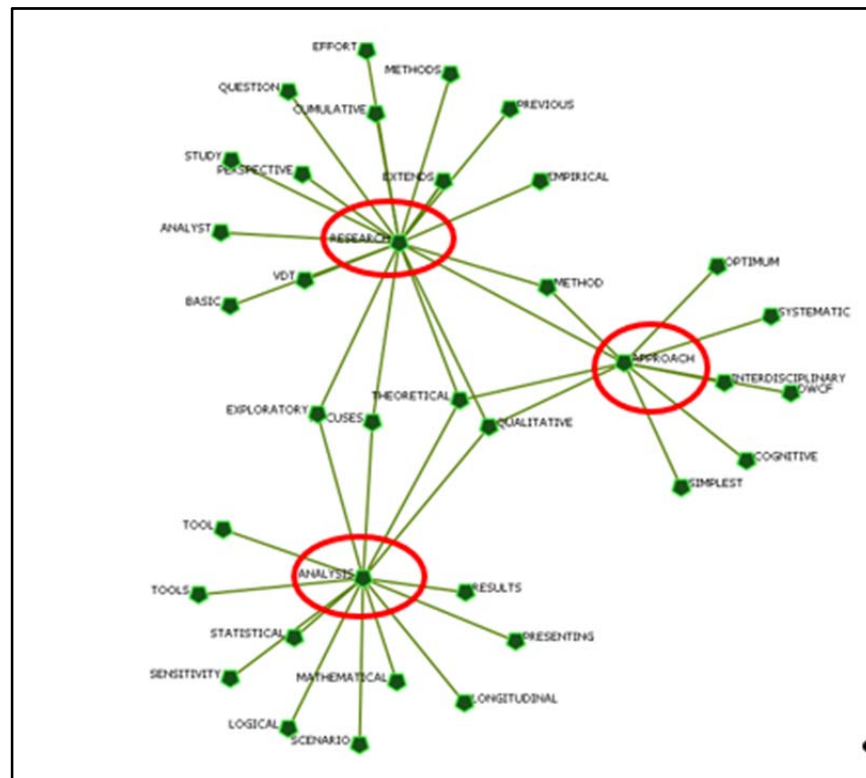 EFFORT
METHODS
QUESTION
CUMULATIVE
PREVIOUS
STUDY
PERSPECTIVE
EXTENDS
EMPIRICAL
ANALYST
RESEARCH
OPTIMUM
VDT
METHOD
BASIC
SYSTEMATIC
APPROACH
INTERDISCIPLINARY
DWCF
THEORETICAL
EXPLORATORY
CUSES
QUALITATIVE
COGNITIVE
SIMPLEST
TOOL
ANALYSIS
TOOLS
RESULTS
STATISTICAL
PRESENTING
SENSITIVITY
MATHEMATICAL
LONGITUDINAL
LOGICAL
SCENARIO